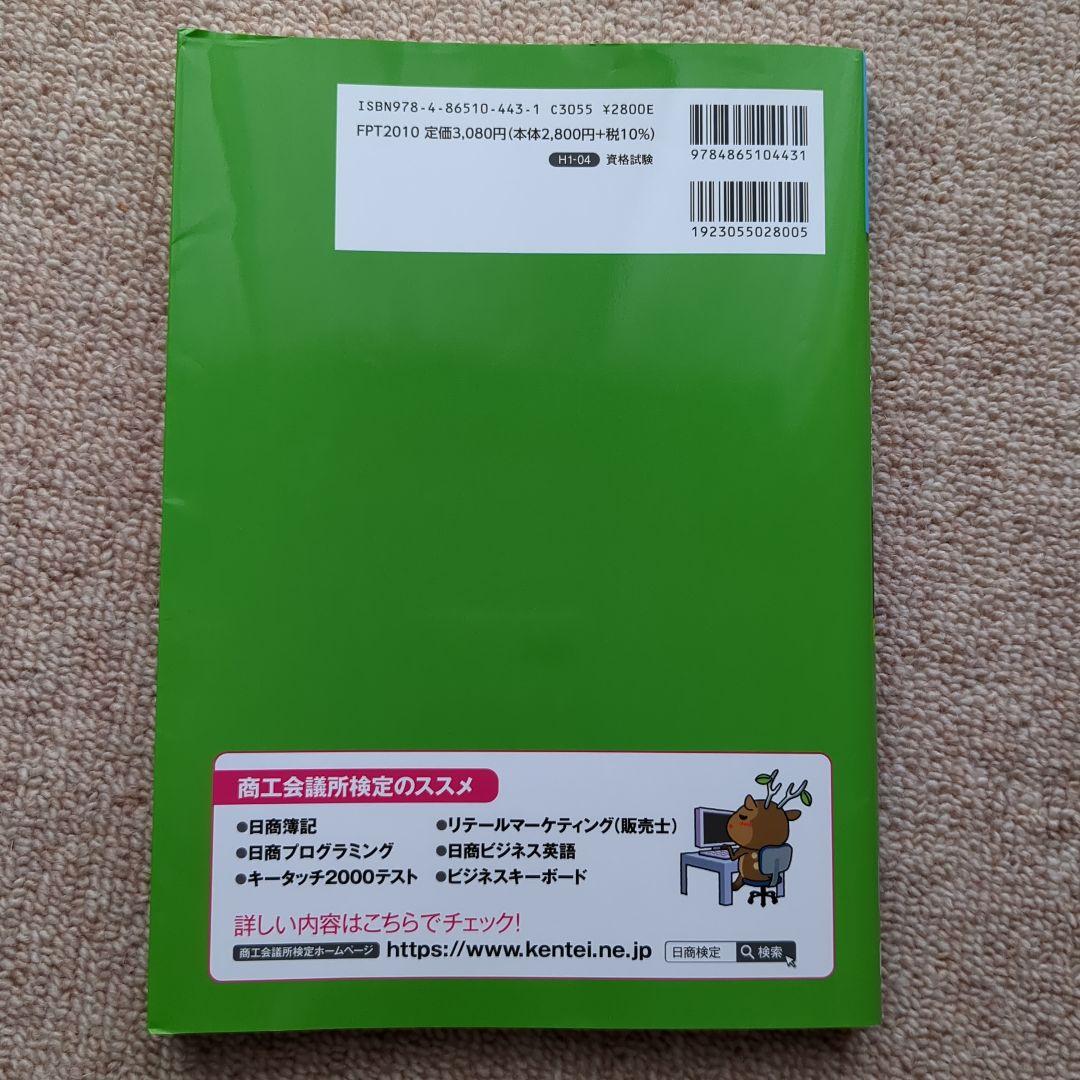 ISBN978-4-86510-443-1 C3055 ¥2800E
FPT2010 定価3,080円(本体2,800円+税10%)
H1-04 資格試験
9784865104431
1923055028005
商工会議所検定のススメ
●日商簿記
●リテールマーケティング(販売士)
●日商プログラミング
●日商ビジネス英語
●キータッチ2000テスト
●ビジネスキーボード
詳しい内容はこちらでチェック!
商工会議所検定ホームページ https://www.kentei.ne.jp 日商検定 検索